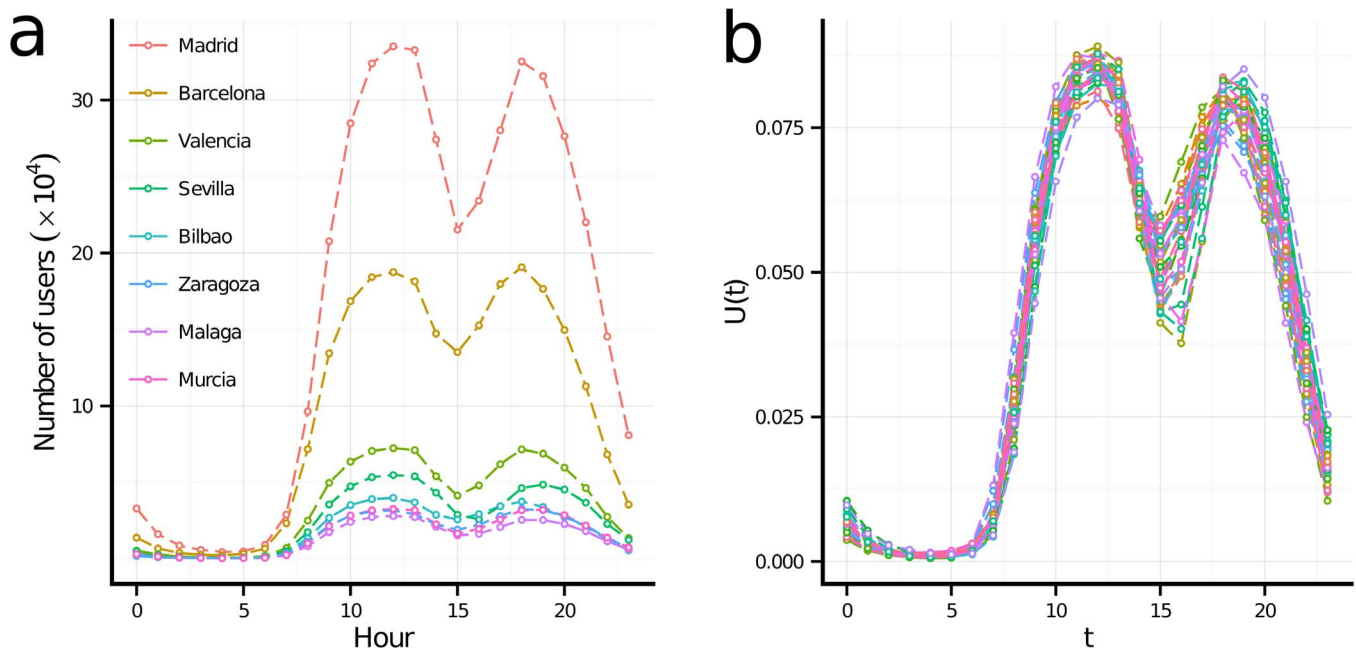 a
Number of users (×10⁴)
30
20
10
Madrid
Barcelona
Valencia
Sevilla
Bilbao
Zaragoza
Malaga
Murcia
0 5 10 15 20
Hour
b
U(t)
0.075
0.050
0.025
0.000
0 5 10 15 20
t